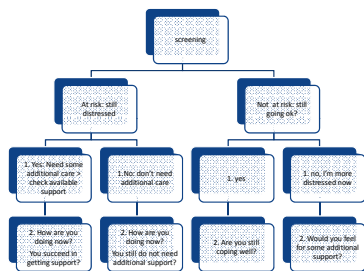 screening
At risk: still
distressed
Not at risk: still
going ok?
1. Yes: Need some
additional care >
check available
support
1.No: don't need
additional care
1. yes
1. no, I'm more
distressed now
2. How are you
doing now?
You succeed in
getting support?
2. How are you
doing now?
You still do not need
additional support?
2. Are you still
coping well?
2. Would you feel
for some additional
support?